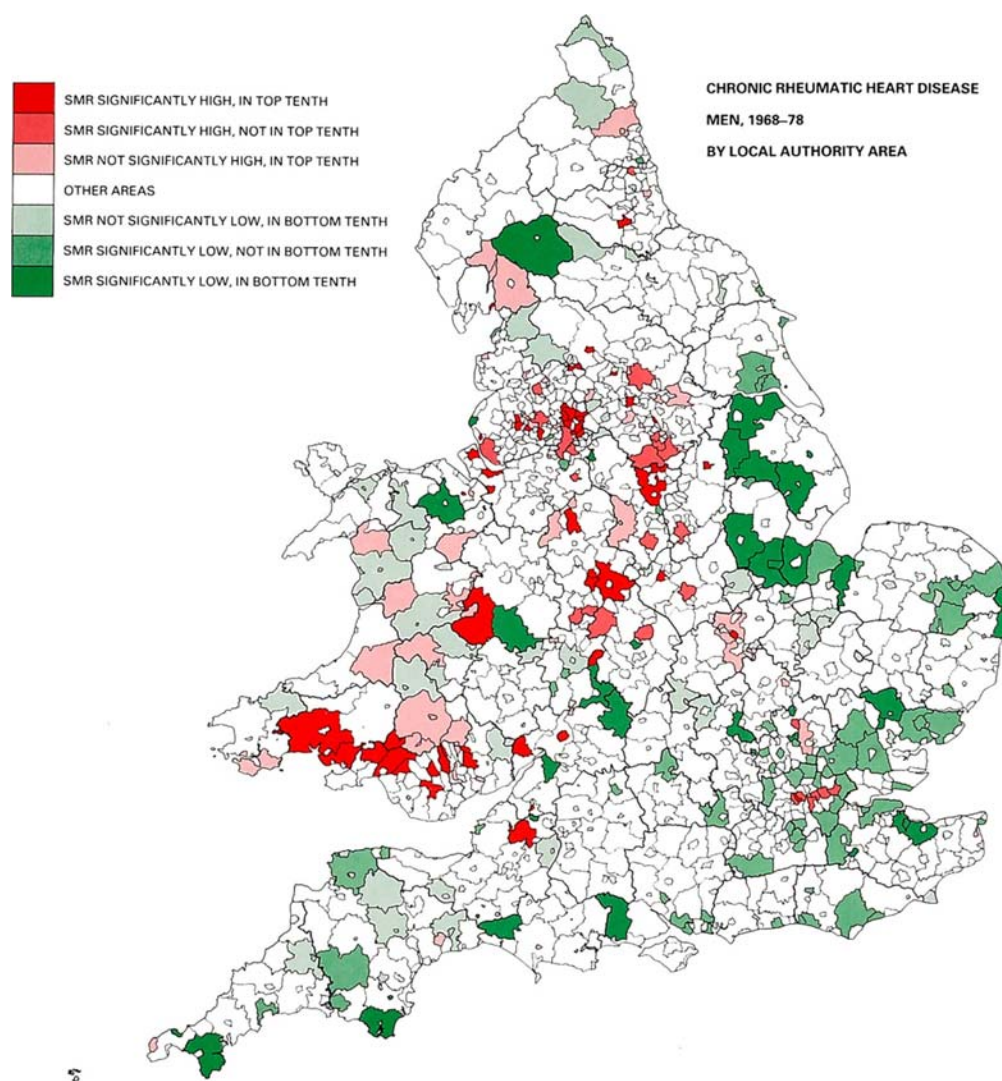 CHRONIC RHEUMATIC HEART DISEASE
MEN, 1968–78
BY LOCAL AUTHORITY AREA
SMR SIGNIFICANTLY HIGH, IN TOP TENTH
SMR SIGNIFICANTLY HIGH, NOT IN TOP TENTH
SMR NOT SIGNIFICANTLY HIGH, IN TOP TENTH
OTHER AREAS
SMR NOT SIGNIFICANTLY LOW, IN BOTTOM TENTH
SMR SIGNIFICANTLY LOW, NOT IN BOTTOM TENTH
SMR SIGNIFICANTLY LOW, IN BOTTOM TENTH